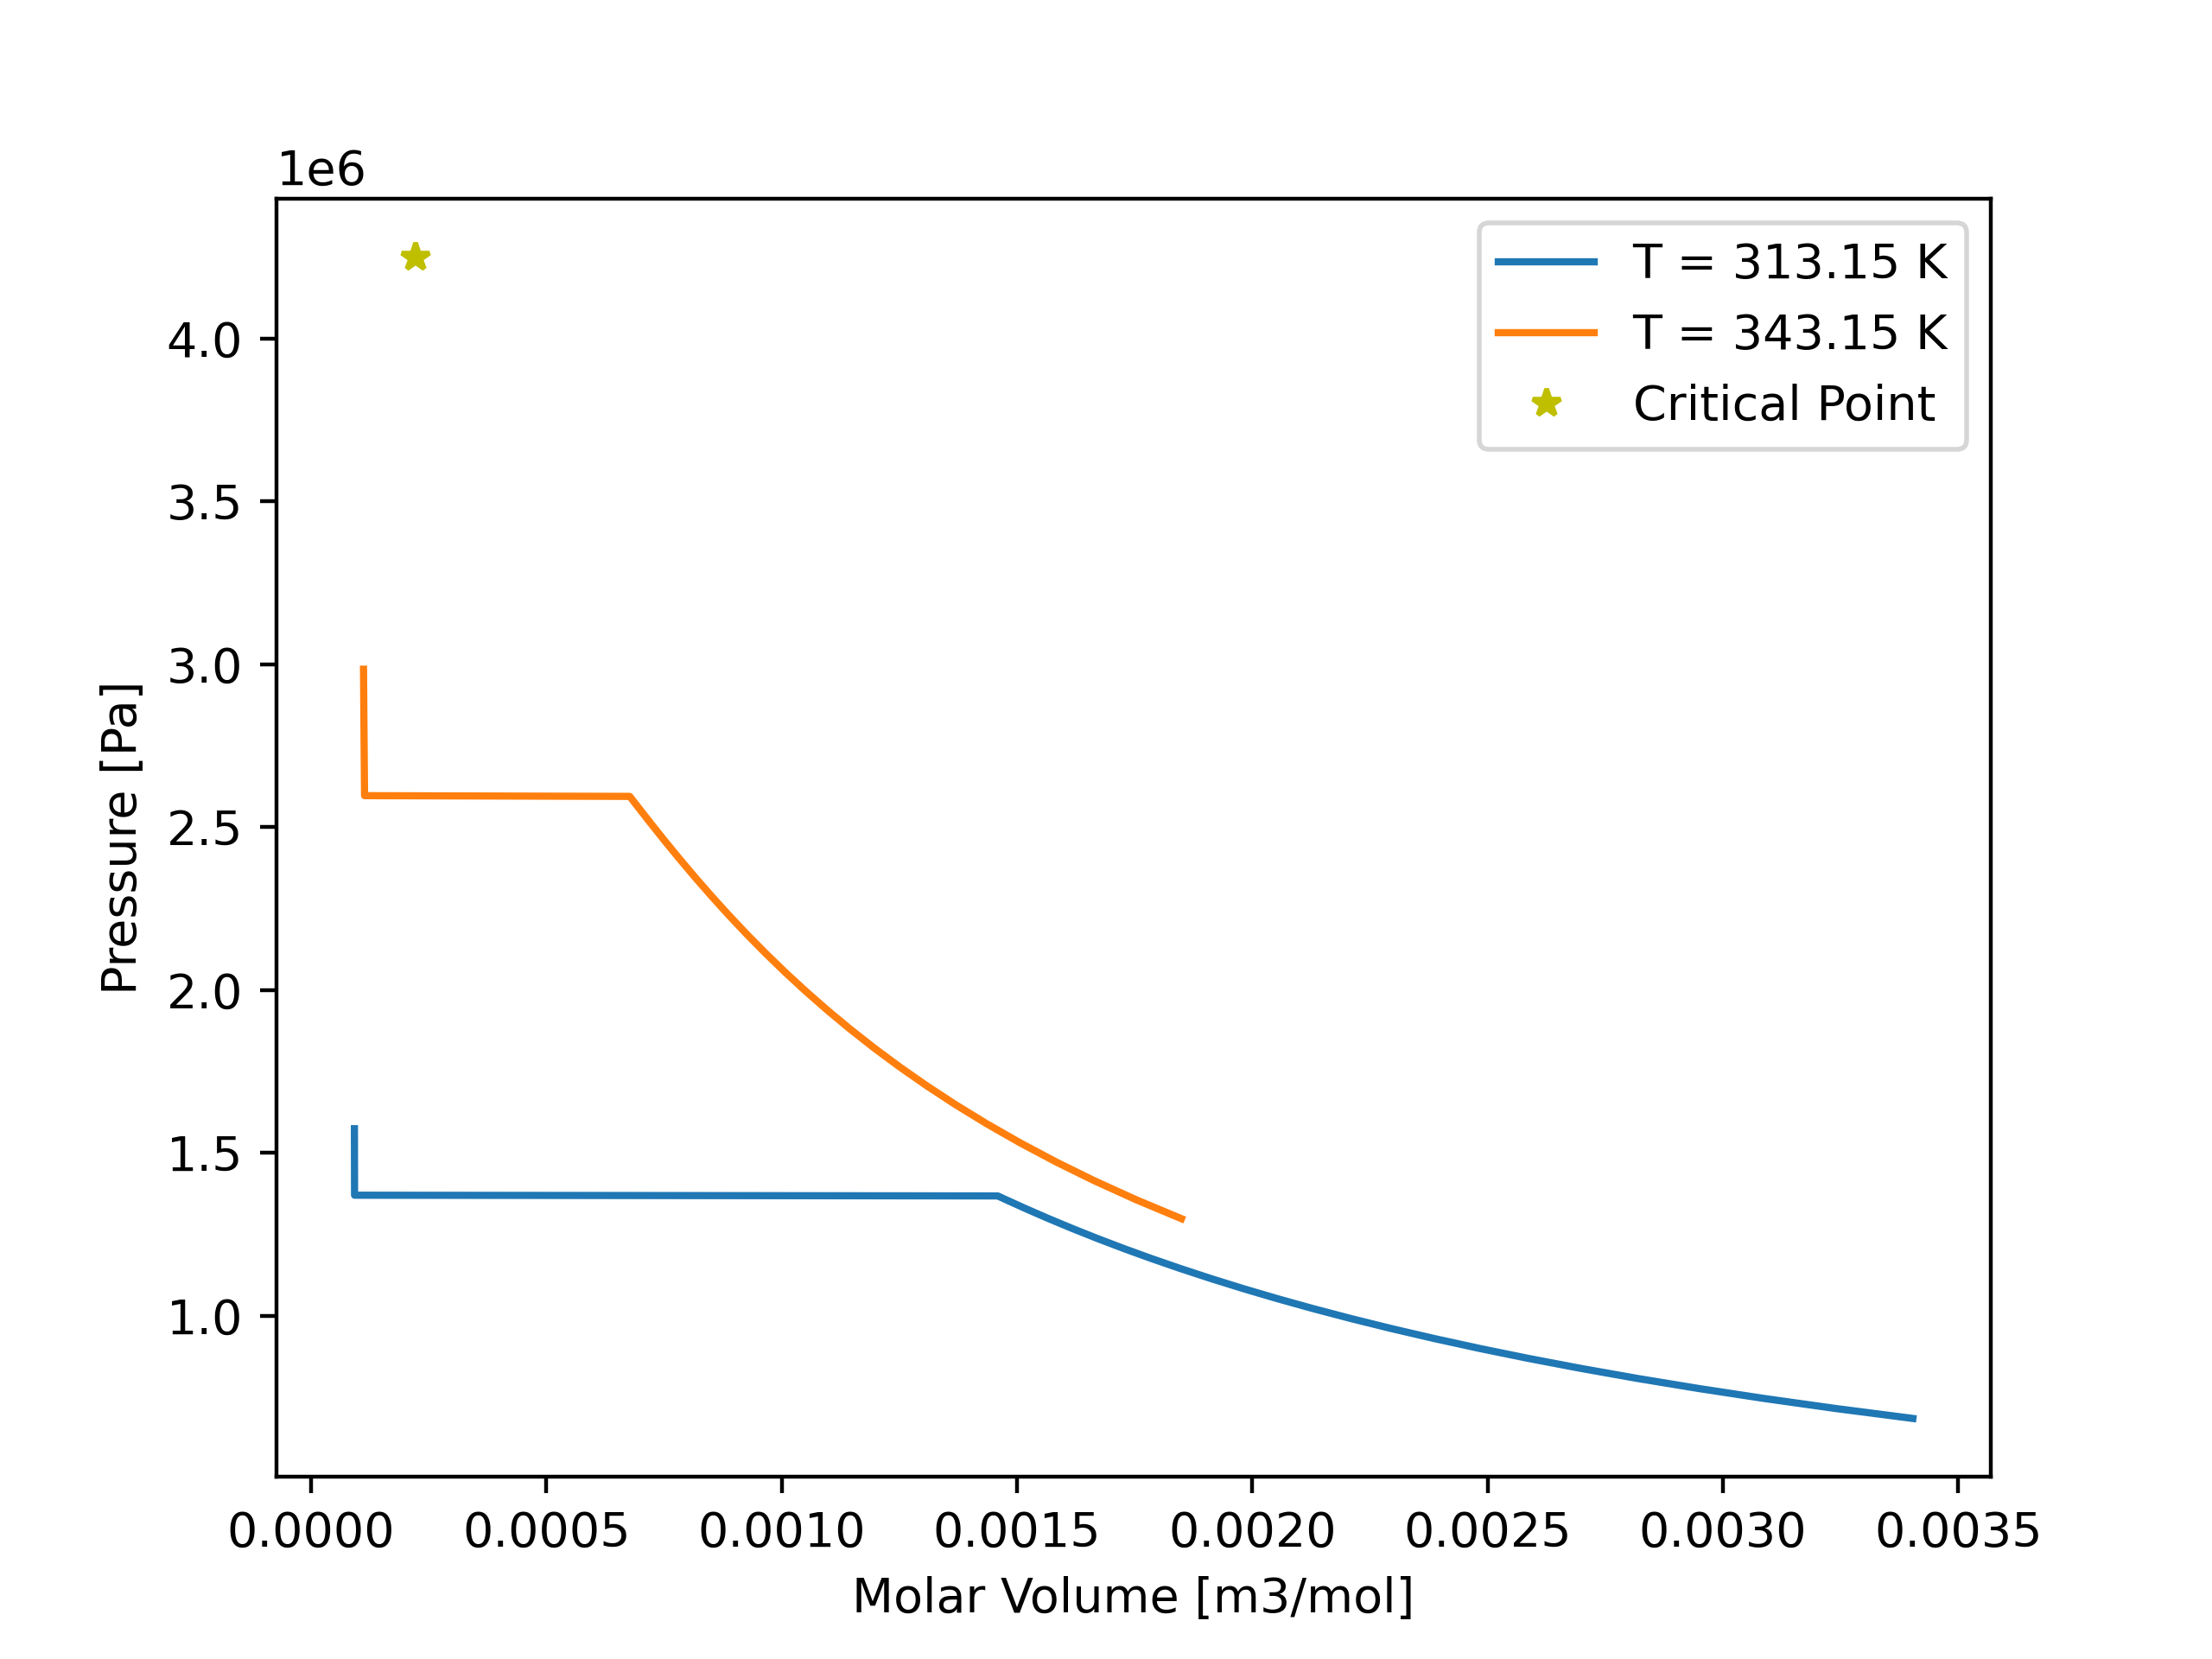 1e6
T = 313.15 K
T = 343.15 K
Critical Point
4.0
3.5
3.0
2.5
2.0
1.5
1.0
Pressure [Pa]
0.0000 0.0005 0.0010 0.0015 0.0020 0.0025 0.0030 0.0035
Molar Volume [m3/mol]